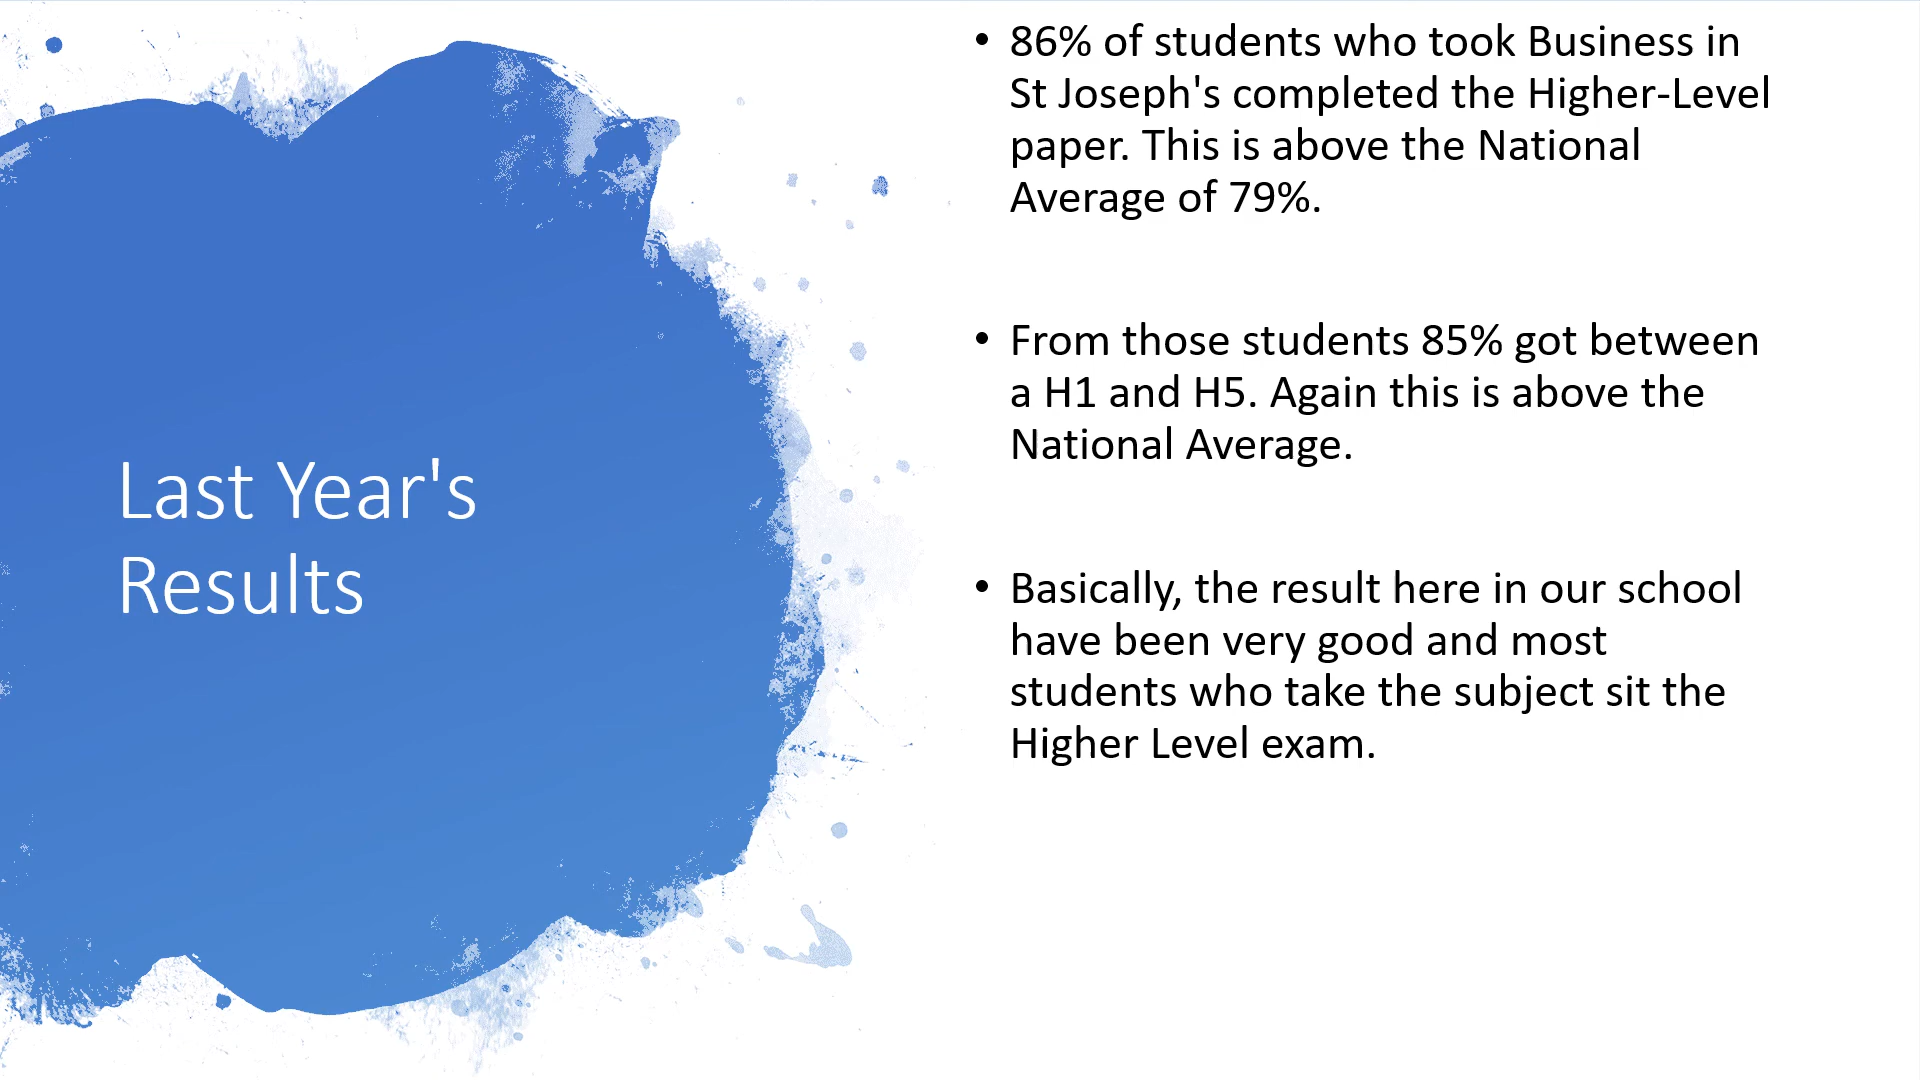 Last Year's
Results
• 86% of students who took Business in
St Joseph's completed the Higher-Level
paper. This is above the National
Average of 79%.
• From those students 85% got between
a H1 and H5. Again this is above the
National Average.
• Basically, the result here in our school
have been very good and most
students who take the subject sit the
Higher Level exam.